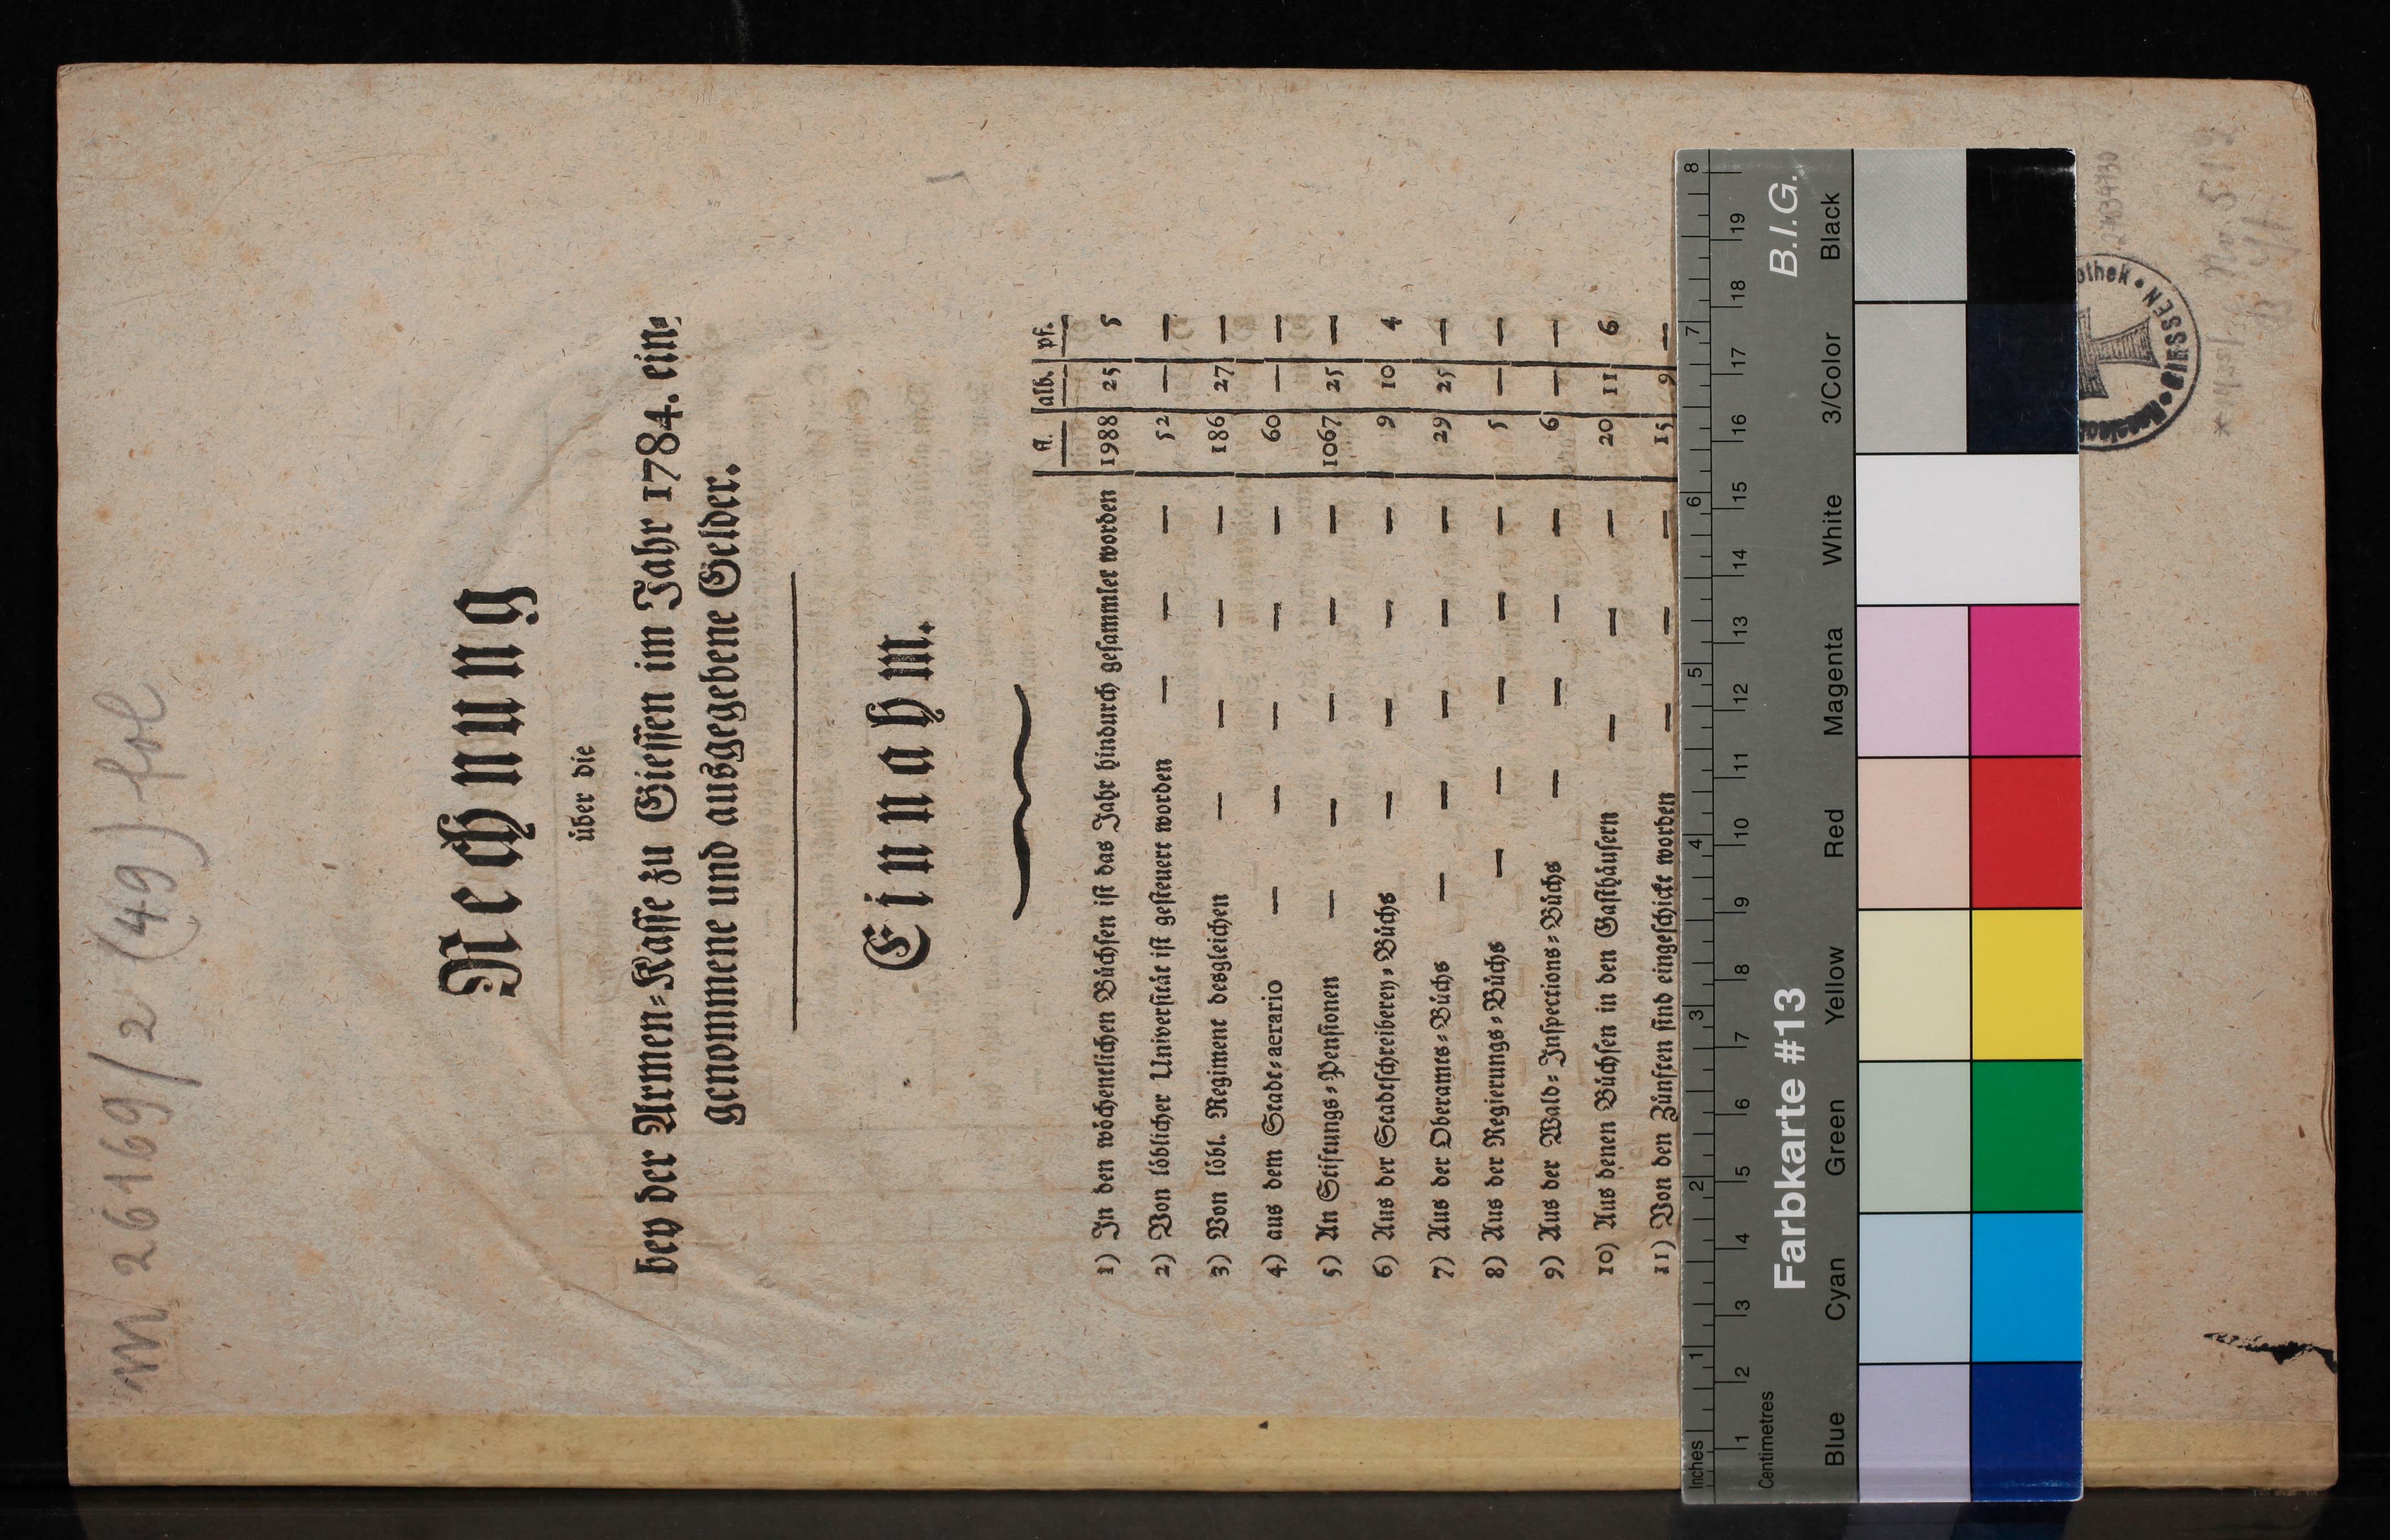 M 26169/2 (49) fol
Rechnung
über die
bey der Armen⸗Kasse zu Giessen im Jahr 1784. ein⸗
genommene und ausgegebene Gelder.
Einnahm.
fl. alb. pf.
1) In den wöchentlichen Büchsen ist das Jahr hindurch gesammlet worden 1988 25 5
2) Von löblicher Universität ist gesteuert worden — — — 52 — —
3) Von löbl. Regiment desgleichen — — — — 186 27 —
4) aus dem Stadt⸗aerario — — — — — 60 — —
5) An Stiftungs⸗Pensionen — — — — — 1067 25 —
6) Aus der Stadtschreiberey⸗Büchs — — — — 9 10 4
7) Aus der Oberamts⸗Büchs — — — — — 29 25 —
8) Aus der Regierungs⸗Büchs — — — — — 5 — —
9) Aus der Wald⸗Inspections⸗Büchs — — — — 6 — —
10) Aus denen Büchsen in den Gasthäusern — — — 20 11 6
11) Von den Zünften sind eingeschickt worden — — — 15 9 —
Inches 1 2 3 4 5 6 7 8
Centimetres 1 2 3 4 5 6 7 8 9 10 11 12 13 14 15 16 17 18 19
Farbkarte #13 B.I.G.
Blue Cyan Green Yellow Red Magenta White 3/Color Black
othek • GIESSEN •